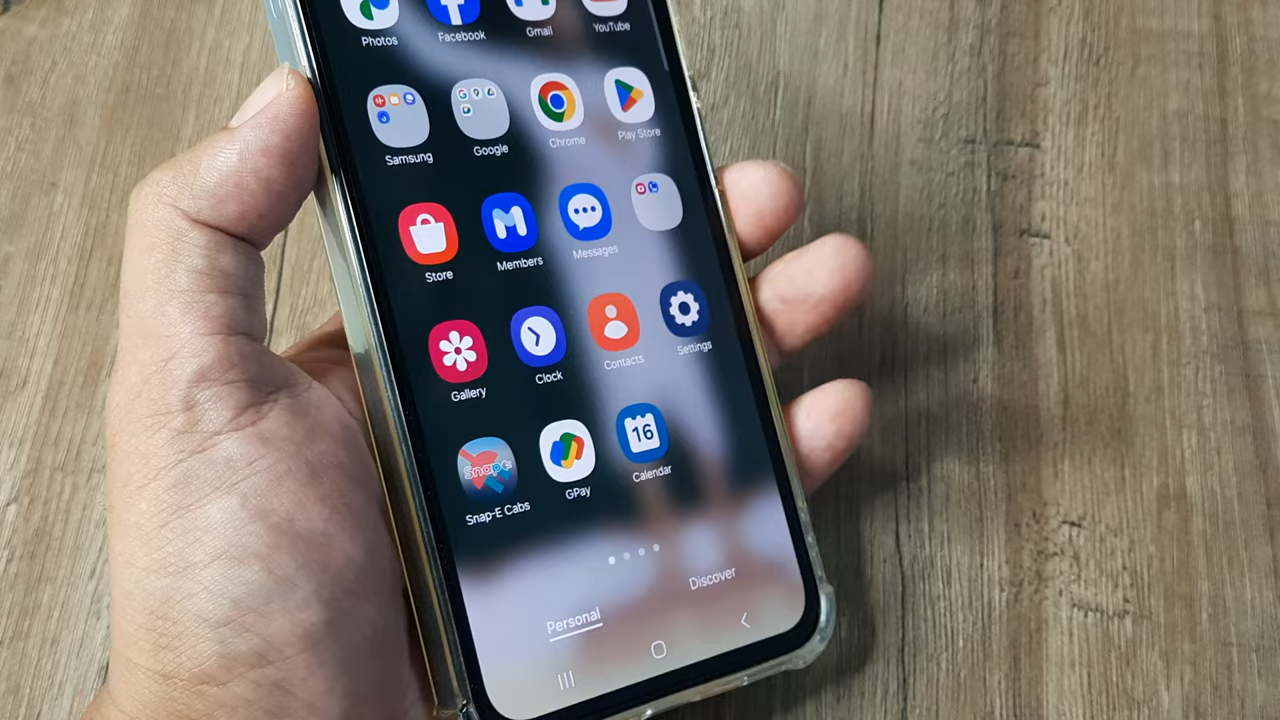 Photos Facebook Gmail YouTube
Samsung Google Chrome Play Store
Store Members Messages
Gallery Clock Contacts Settings
Snap-E
16
Snap-E Cabs GPay Calendar
Personal Discover